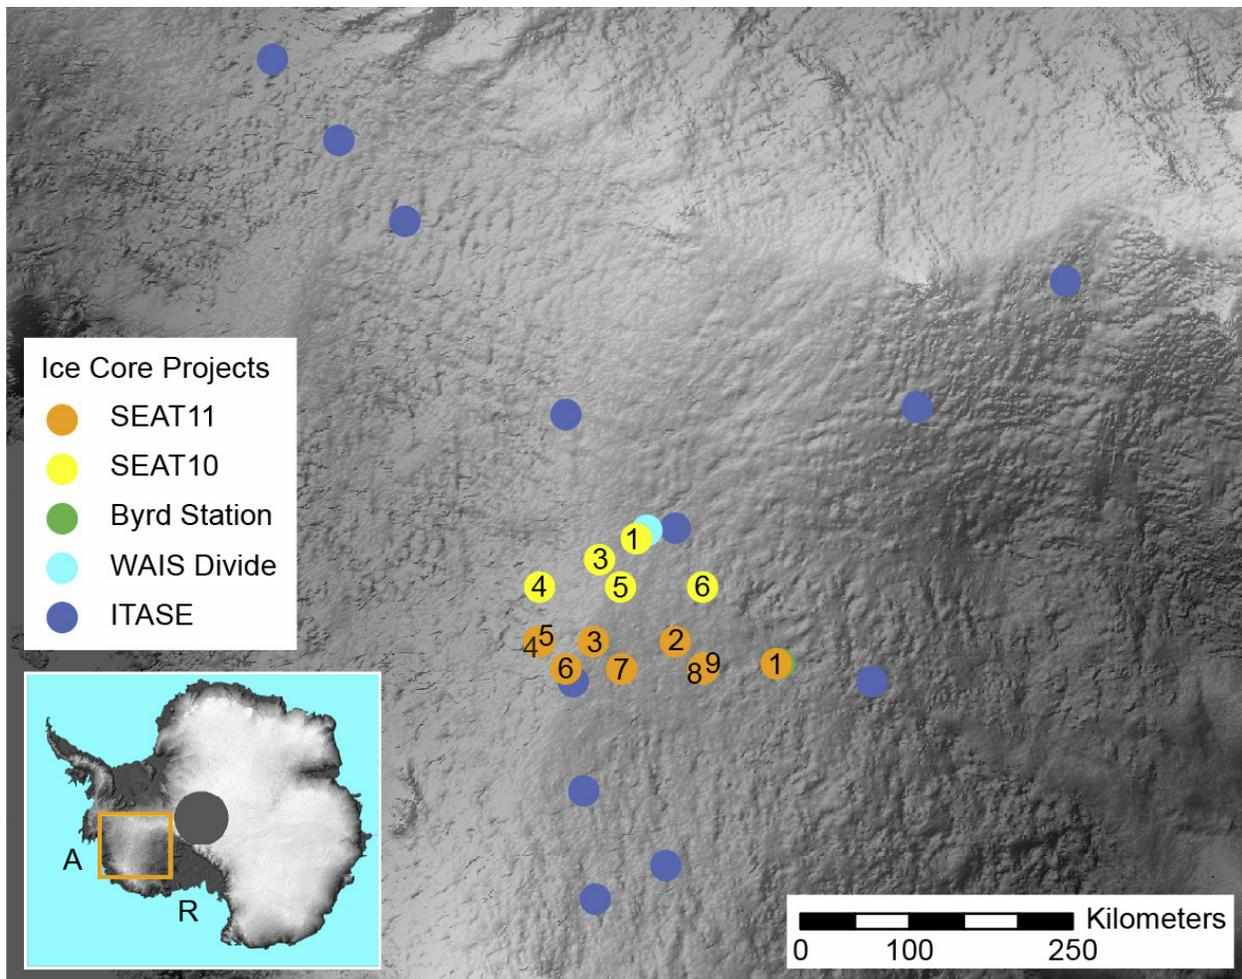 Ice Core Projects
SEAT11
SEAT10
Byrd Station
WAIS Divide
ITASE
1
3
4
5
6
5
4
3
2
9
8
1
6
7
A
R
Kilometers
0
100
250